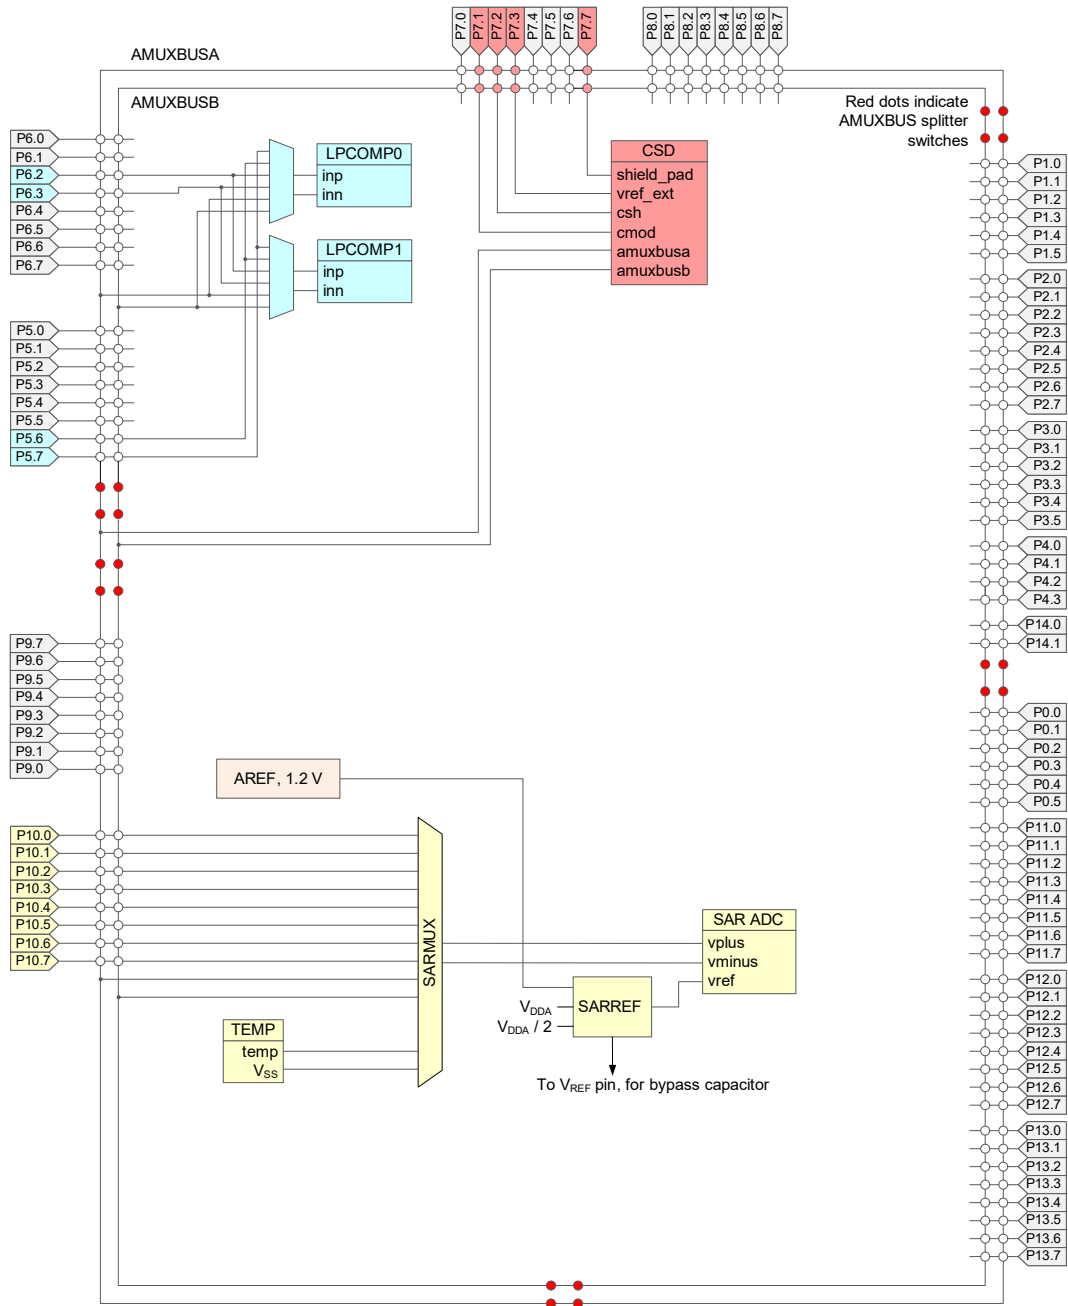 P7.0
P7.1
P7.2
P7.3
P7.4
P7.5
P7.6
P7.7
P8.0
P8.1
P8.2
P8.3
P8.4
P8.5
P8.6
P8.7
AMUXBUSA
AMUXBUSB
Red dots indicate
AMUXBUS splitter
switches
P6.0
P6.1
P6.2
P6.3
P6.4
P6.5
P6.6
P6.7
LPCOMP0
inp
inn
LPCOMP1
inp
inn
CSD
shield_pad
vref_ext
csh
cmod
amuxbusa
amuxbusb
P1.0
P1.1
P1.2
P1.3
P1.4
P1.5
P2.0
P2.1
P2.2
P2.3
P2.4
P2.5
P2.6
P2.7
P5.0
P5.1
P5.2
P5.3
P5.4
P5.5
P5.6
P5.7
P3.0
P3.1
P3.2
P3.3
P3.4
P3.5
P4.0
P4.1
P4.2
P4.3
P14.0
P14.1
P9.7
P9.6
P9.5
P9.4
P9.3
P9.2
P9.1
P9.0
P0.0
P0.1
P0.2
P0.3
P0.4
P0.5
AREF, 1.2 V
P10.0
P10.1
P10.2
P10.3
P10.4
P10.5
P10.6
P10.7
SARMUX
SAR ADC
vplus
vminus
vref
SARREF
VDDA
VDDA / 2
TEMP
temp
VSS
To VREF pin, for bypass capacitor
P11.0
P11.1
P11.2
P11.3
P11.4
P11.5
P11.6
P11.7
P12.0
P12.1
P12.2
P12.3
P12.4
P12.5
P12.6
P12.7
P13.0
P13.1
P13.2
P13.3
P13.4
P13.5
P13.6
P13.7